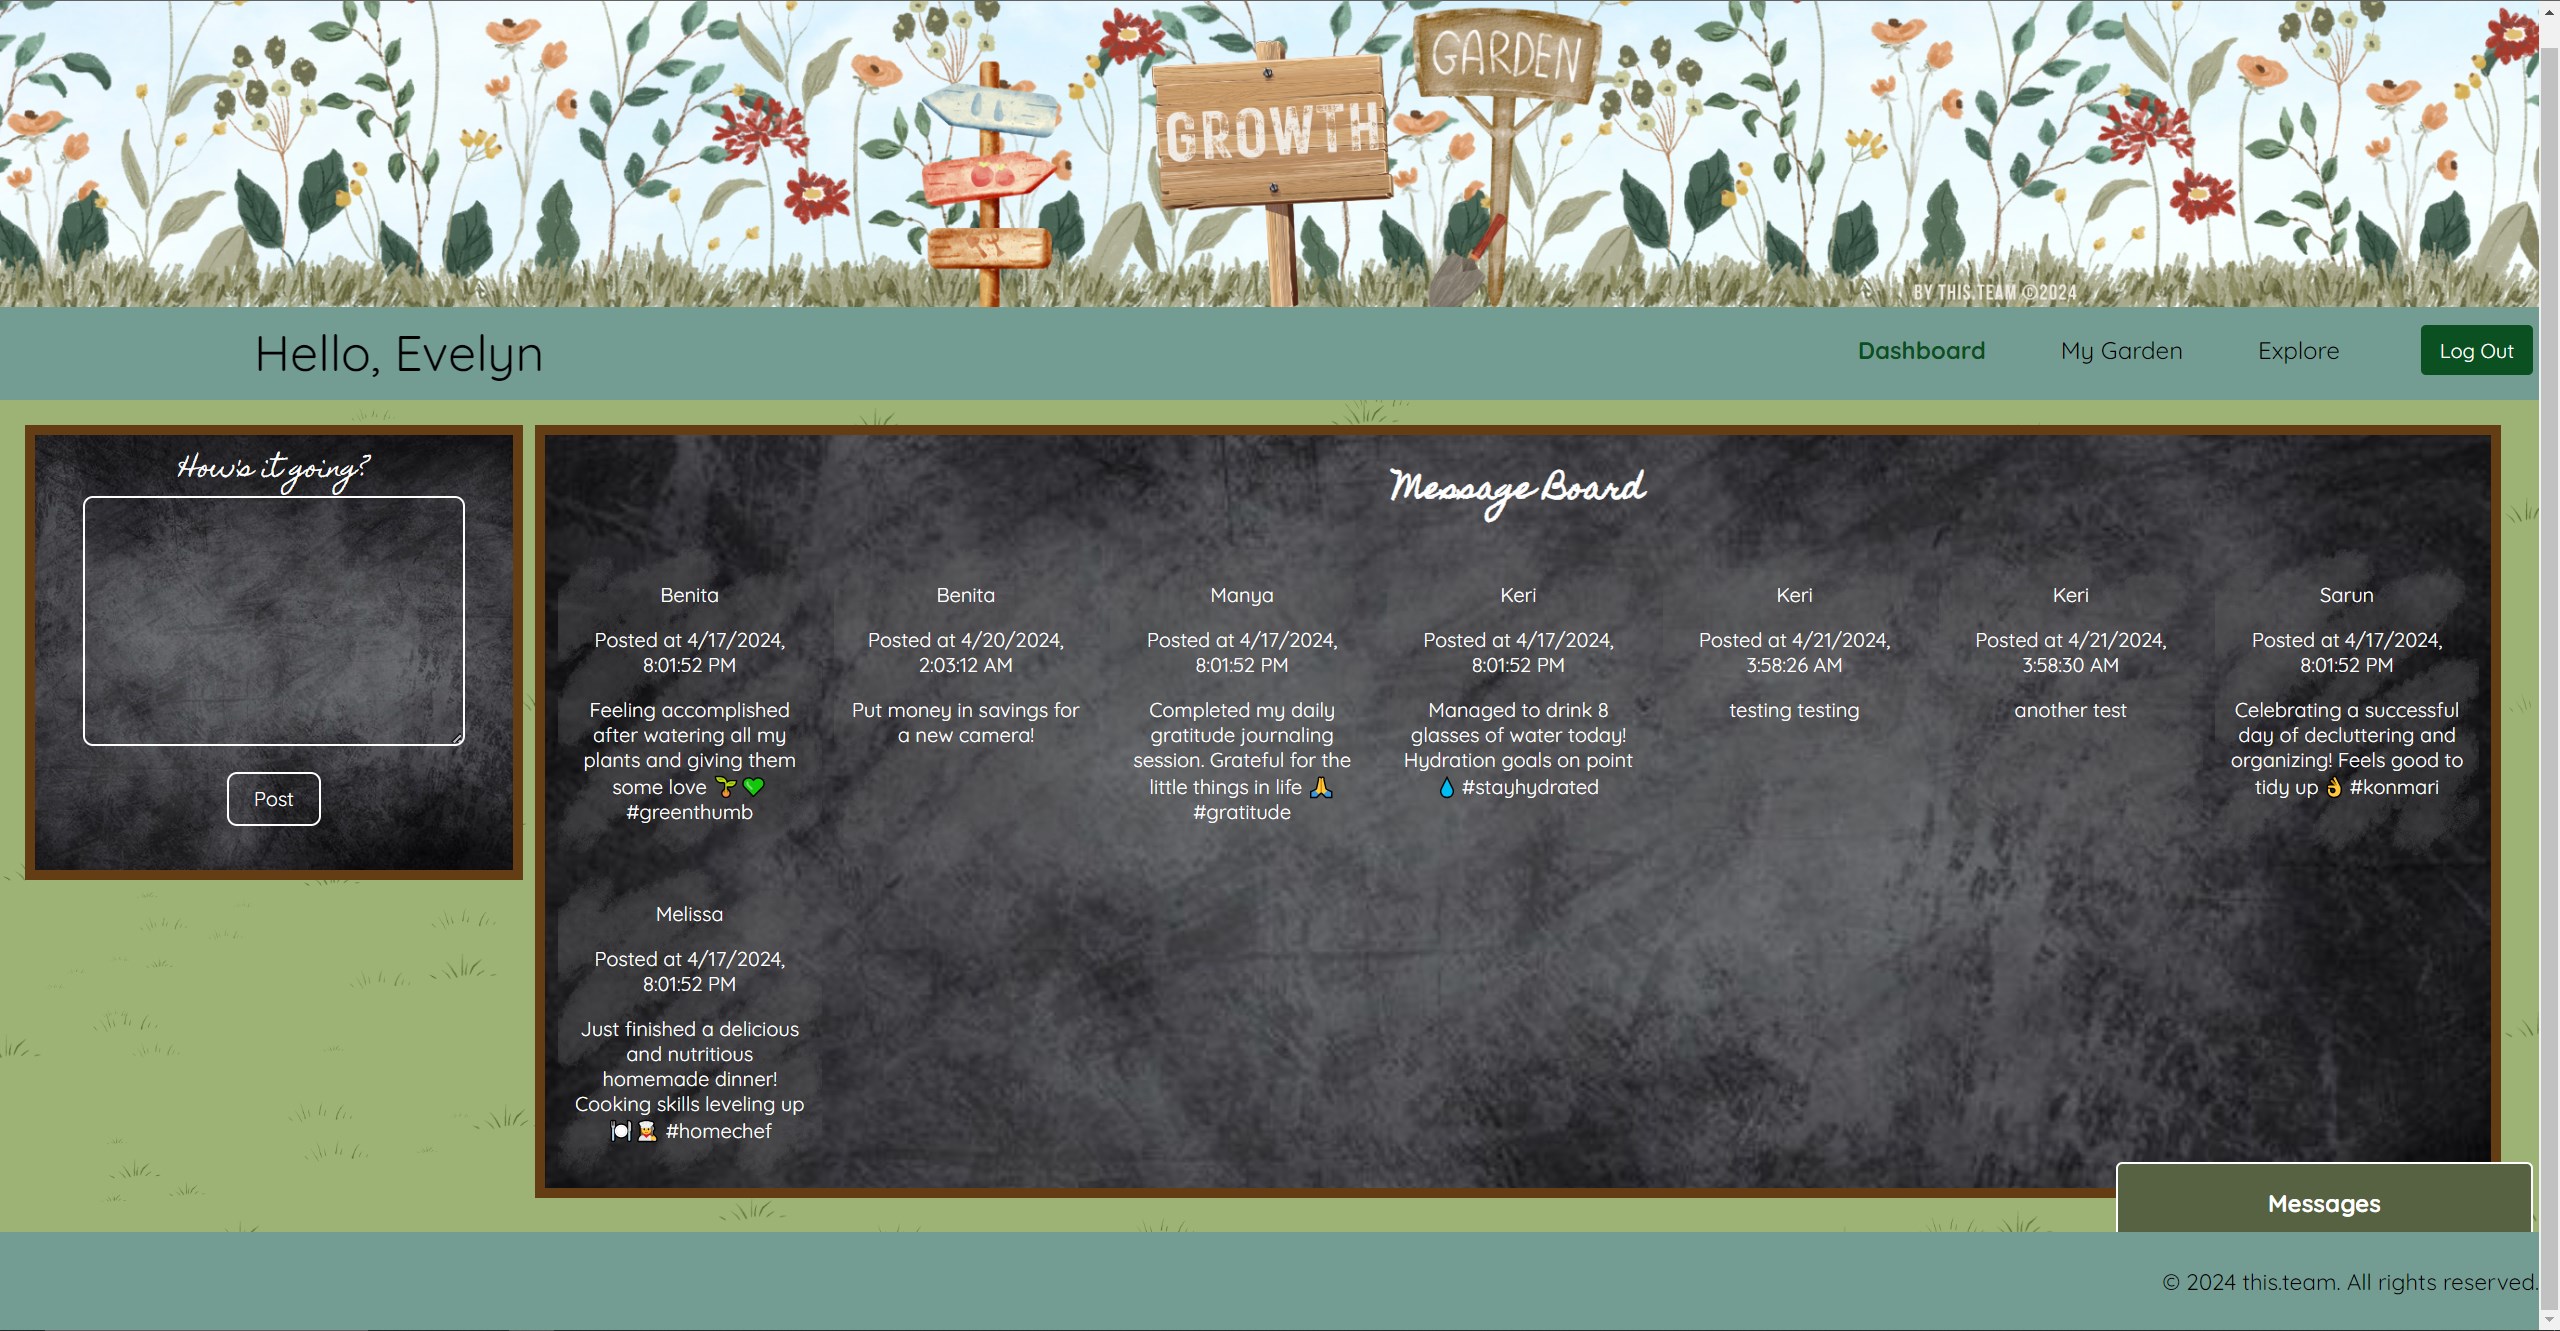 GARDEN
GROWTH
BY THIS.TEAM ©2024
Hello, Evelyn
Dashboard
My Garden
Explore
Log Out
How's it going?
Post
Message Board
Benita
Posted at 4/17/2024,
8:01:52 PM
Feeling accomplished
after watering all my
plants and giving them
some love 🌱💚
#greenthumb
Benita
Posted at 4/20/2024,
2:03:12 AM
Put money in savings for
a new camera!
Manya
Posted at 4/17/2024,
8:01:52 PM
Completed my daily
gratitude journaling
session. Grateful for the
little things in life 🙏
#gratitude
Keri
Posted at 4/17/2024,
8:01:52 PM
Managed to drink 8
glasses of water today!
Hydration goals on point
💧 #stayhydrated
Keri
Posted at 4/21/2024,
3:58:26 AM
testing testing
Keri
Posted at 4/21/2024,
3:58:30 AM
another test
Sarun
Posted at 4/17/2024,
8:01:52 PM
Celebrating a successful
day of decluttering and
organizing! Feels good to
tidy up 👌 #konmari
Melissa
Posted at 4/17/2024,
8:01:52 PM
Just finished a delicious
and nutritious
homemade dinner!
Cooking skills leveling up
🍽️👩‍🍳 #homechef
Messages
© 2024 this.team. All rights reserved.